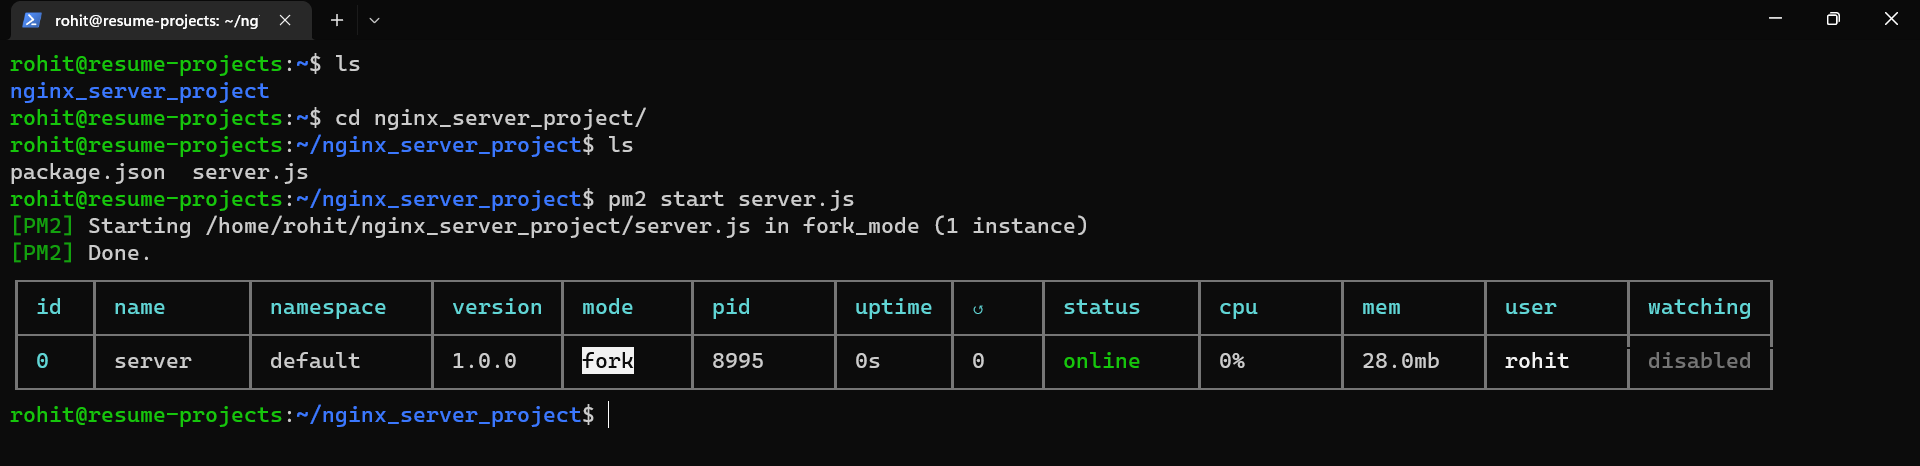 rohit@resume-projects: ~/ng
rohit@resume-projects:~$ ls
nginx_server_project
rohit@resume-projects:~$ cd nginx_server_project/
rohit@resume-projects:~/nginx_server_project$ ls
package.json  server.js
rohit@resume-projects:~/nginx_server_project$ pm2 start server.js
[PM2] Starting /home/rohit/nginx_server_project/server.js in fork_mode (1 instance)
[PM2] Done.
id name namespace version mode pid uptime ↺ status cpu mem user watching
0 server default 1.0.0 fork 8995 0s 0 online 0% 28.0mb rohit disabled
rohit@resume-projects:~/nginx_server_project$